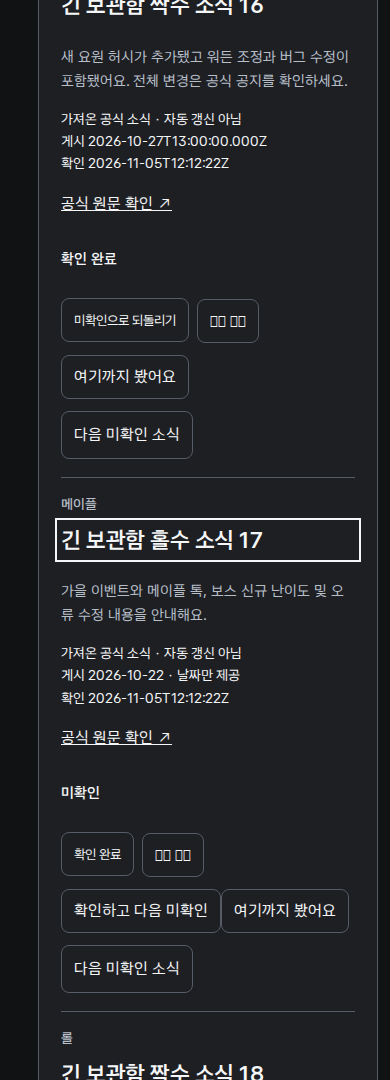 긴 보관함 짝수 소식 16
새 요원 허시가 추가됐고 워든 조정과 버그 수정이
포함됐어요. 전체 변경은 공식 공지를 확인하세요.
가져온 공식 소식 · 자동 갱신 아님
게시 2026-10-27T13:00:00.000Z
확인 2026-11-05T12:12:22Z
공식 원문 확인 ↗
확인 완료
미확인으로 되돌리기
여기까지 봤어요
다음 미확인 소식
메이플
긴 보관함 홀수 소식 17
가을 이벤트와 메이플 톡, 보스 신규 난이도 및 오
류 수정 내용을 안내해요.
가져온 공식 소식 · 자동 갱신 아님
게시 2026-10-22 · 날짜만 제공
확인 2026-11-05T12:12:22Z
공식 원문 확인 ↗
미확인
확인 완료
확인하고 다음 미확인 여기까지 봤어요
다음 미확인 소식
롤
긴 보관함 짝수 소식 18